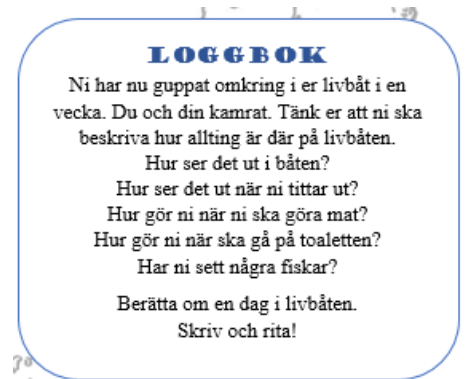 LOGGBOK
Ni har nu guppat omkring i er livbåt i en
vecka. Du och din kamrat. Tänk er att ni ska
beskriva hur allting är där på livbåten.
Hur ser det ut i båten?
Hur ser det ut när ni tittar ut?
Hur gör ni när ni ska göra mat?
Hur gör ni när ska gå på toaletten?
Har ni sett några fiskar?
Berätta om en dag i livbåten.
Skriv och rita!